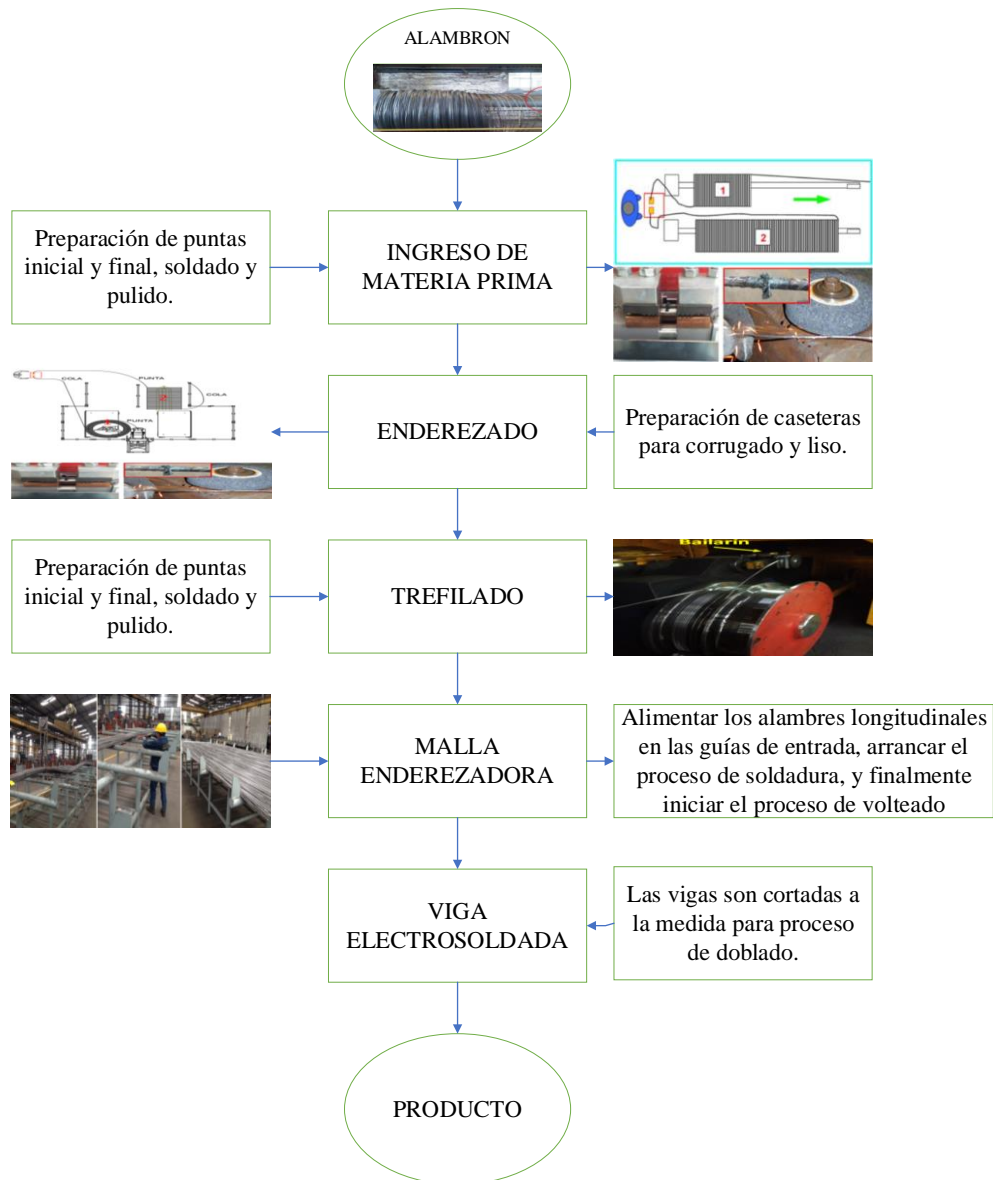 ALAMBRON
1
2
Preparación de puntas
inicial y final, soldado y
pulido.
INGRESO DE
MATERIA PRIMA
COLA
PUNTA
COLA
PUNTA
ENDEREZADO
Preparación de caseteras
para corrugado y liso.
Preparación de puntas
inicial y final, soldado y
pulido.
TREFILADO
Bailarín
MALLA
ENDEREZADORA
Alimentar los alambres longitudinales
en las guías de entrada, arrancar el
proceso de soldadura, y finalmente
iniciar el proceso de volteado
VIGA
ELECTROSOLDADA
Las vigas son cortadas a
la medida para proceso
de doblado.
PRODUCTO